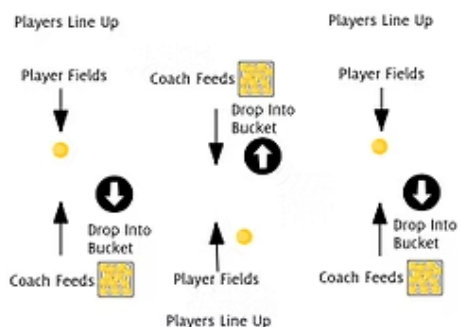 Players Line Up
Player Fields
Drop Into
Bucket
Coach Feeds
Coach Feeds
Drop Into
Bucket
Player Fields
Players Line Up
Players Line Up
Player Fields
Drop Into
Bucket
Coach Feeds